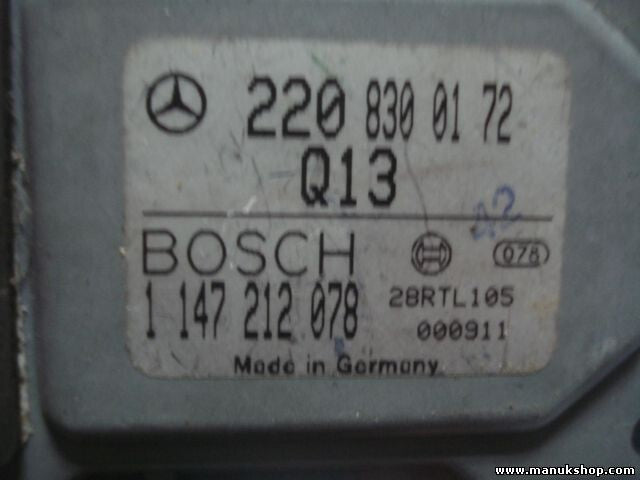 220 830 01 72
Q13
BOSCH
078
1 147 212 078
28RTL105
000911
Made in Germany
A2
www.manukshop.com